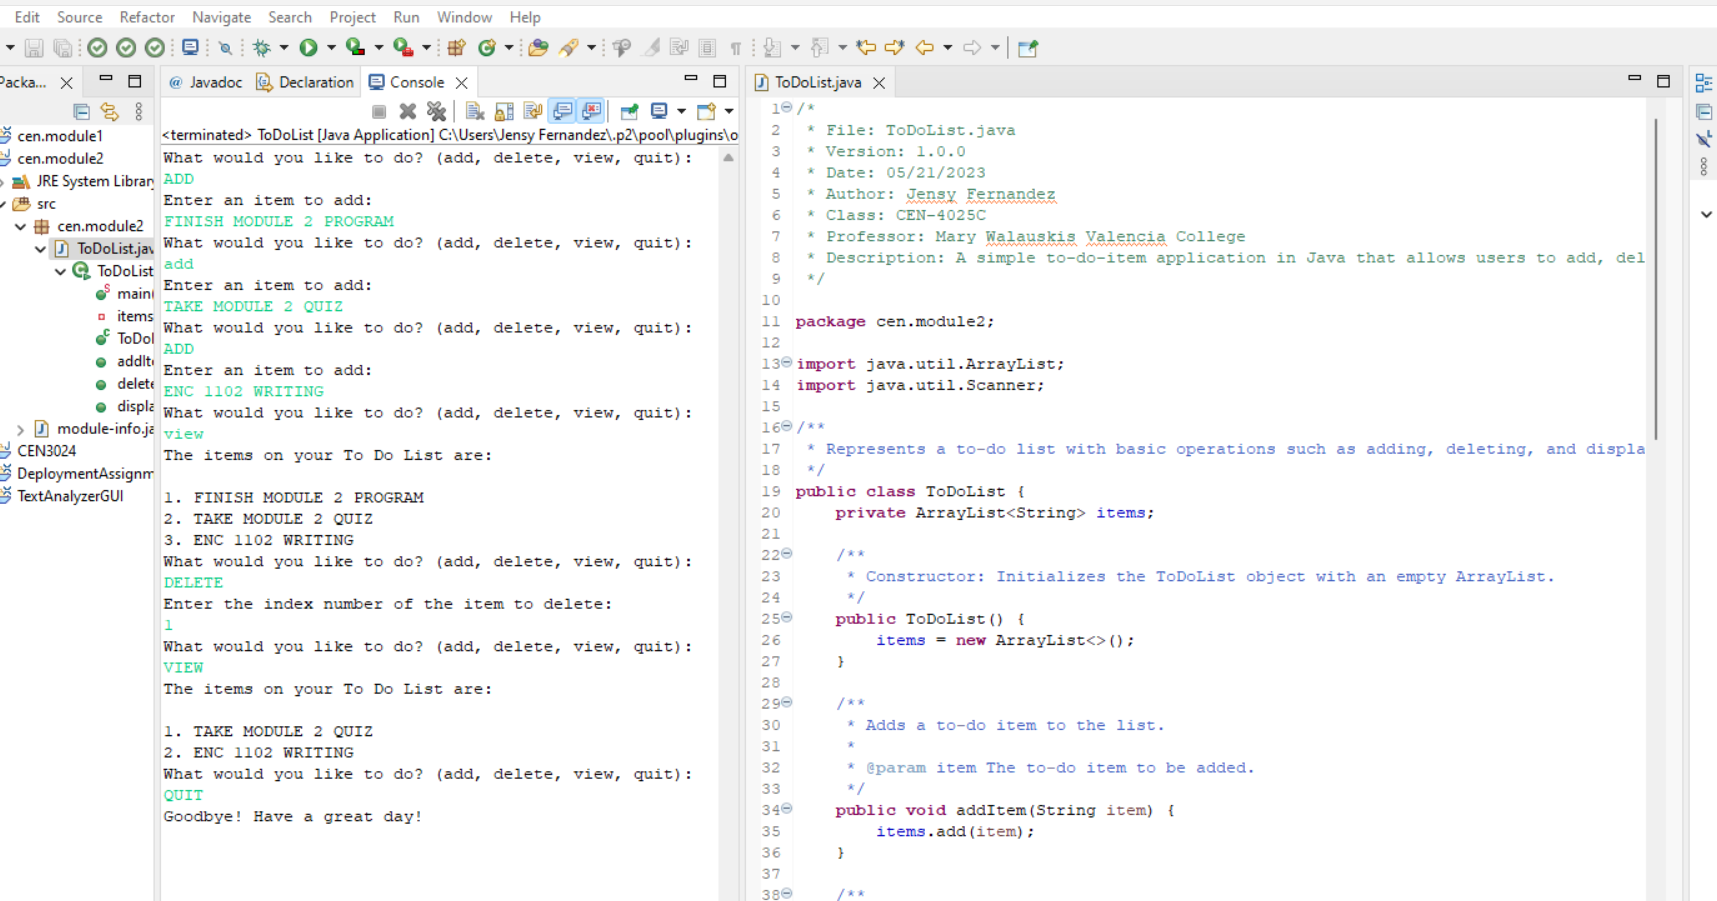 Edit Source Refactor Navigate Search Project Run Window Help
Packa...
cen.module1
cen.module2
JRE System Library
src
cen.module2
ToDoList.jav
ToDoList
main(
items
ToDoL
addIte
delete
displa
module-info.ja
CEN3024
DeploymentAssignm
TextAnalyzerGUI
@ Javadoc Declaration Console
<terminated> ToDoList [Java Application] C:\Users\Jensy Fernandez\.p2\pool\plugins\o
What would you like to do? (add, delete, view, quit):
ADD
Enter an item to add:
FINISH MODULE 2 PROGRAM
What would you like to do? (add, delete, view, quit):
add
Enter an item to add:
TAKE MODULE 2 QUIZ
What would you like to do? (add, delete, view, quit):
ADD
Enter an item to add:
ENC 1102 WRITING
What would you like to do? (add, delete, view, quit):
view
The items on your To Do List are:
1. FINISH MODULE 2 PROGRAM
2. TAKE MODULE 2 QUIZ
3. ENC 1102 WRITING
What would you like to do? (add, delete, view, quit):
DELETE
Enter the index number of the item to delete:
1
What would you like to do? (add, delete, view, quit):
VIEW
The items on your To Do List are:
1. TAKE MODULE 2 QUIZ
2. ENC 1102 WRITING
What would you like to do? (add, delete, view, quit):
QUIT
Goodbye! Have a great day!
ToDoList.java
1 /*
2 * File: ToDoList.java
3 * Version: 1.0.0
4 * Date: 05/21/2023
5 * Author: Jensy Fernandez
6 * Class: CEN-4025C
7 * Professor: Mary Walauskis Valencia College
8 * Description: A simple to-do-item application in Java that allows users to add, del
9 */
10
11 package cen.module2;
12
13 import java.util.ArrayList;
14 import java.util.Scanner;
15
16 /**
17 * Represents a to-do list with basic operations such as adding, deleting, and displa
18 */
19 public class ToDoList {
20 private ArrayList<String> items;
21
22 /**
23 * Constructor: Initializes the ToDoList object with an empty ArrayList.
24 */
25 public ToDoList() {
26 items = new ArrayList<>();
27 }
28
29 /**
30 * Adds a to-do item to the list.
31 *
32 * @param item The to-do item to be added.
33 */
34 public void addItem(String item) {
35 items.add(item);
36 }
37
38 /**